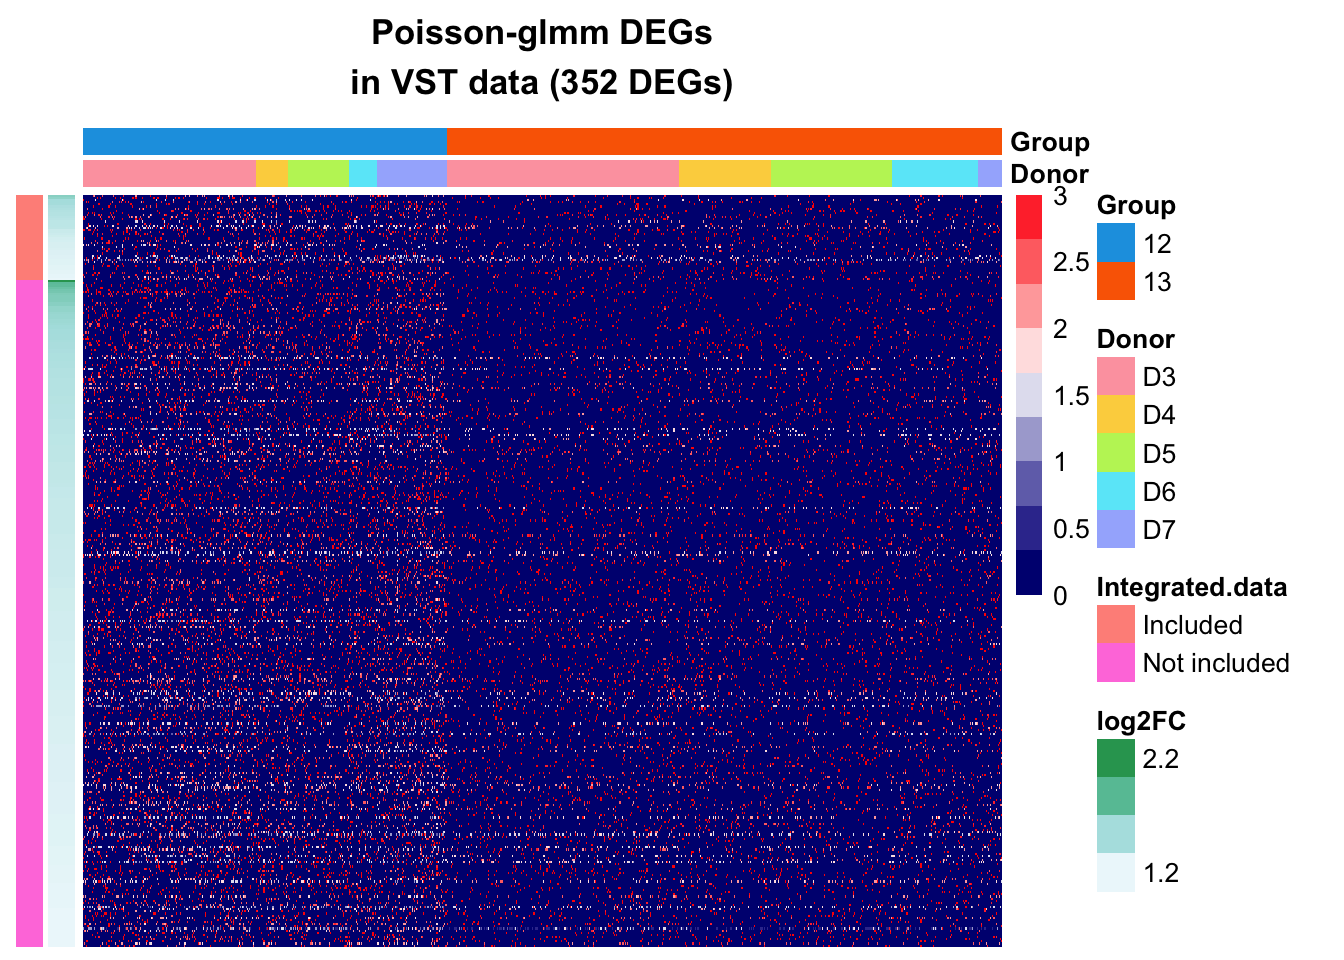 Poisson-glmm DEGs
in VST data (352 DEGs)
Group
Donor
3
2.5
2
1.5
1
0.5
0
Group
12
13
Donor
D3
D4
D5
D6
D7
Integrated.data
Included
Not included
log2FC
2.2
1.2